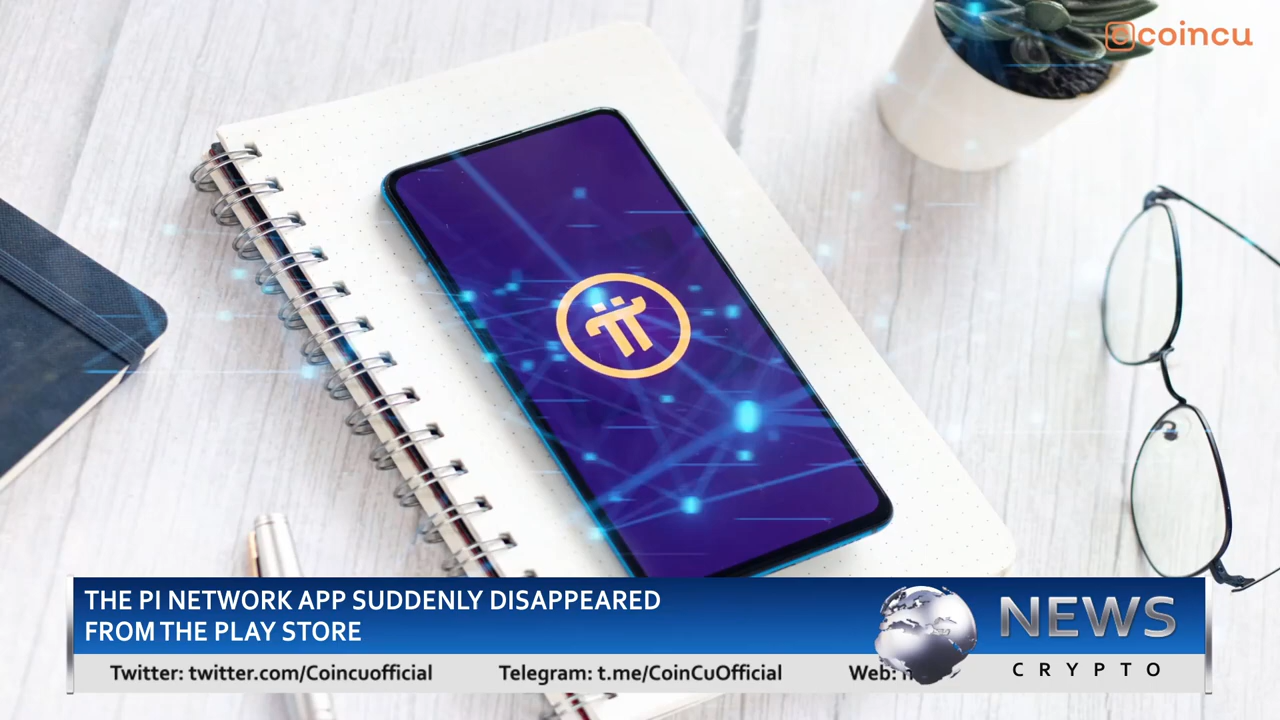 coincu
THE PI NETWORK APP SUDDENLY DISAPPEARED
FROM THE PLAY STORE
NEWS
CRYPTO
Twitter: twitter.com/Coincuofficial Telegram: t.me/CoinCuOfficial Web: